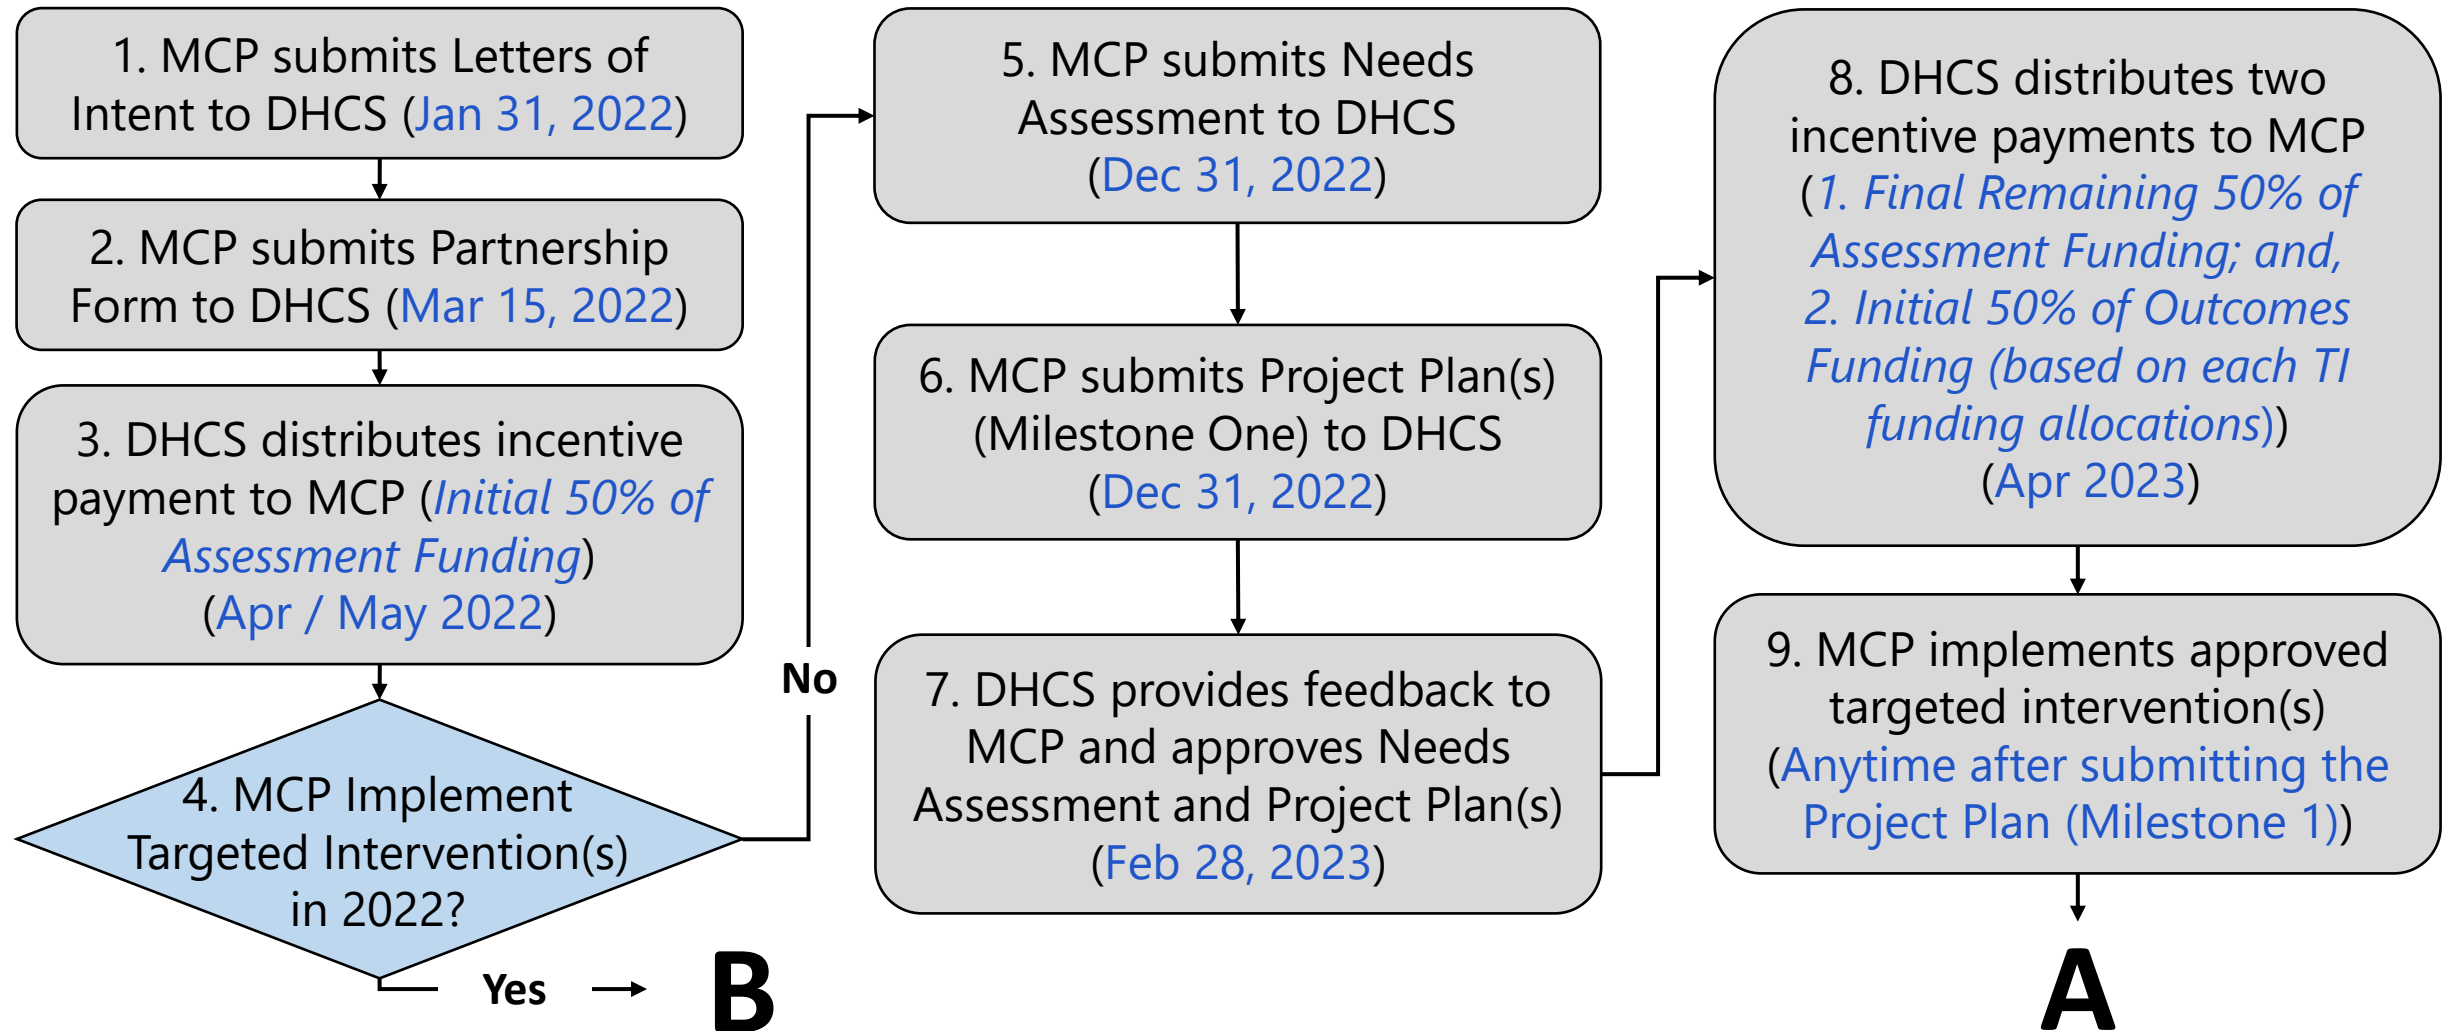 1. MCP submits Letters of
Intent to DHCS (Jan 31, 2022)
2. MCP submits Partnership
Form to DHCS (Mar 15, 2022)
3. DHCS distributes incentive
payment to MCP (Initial 50% of
Assessment Funding)
(Apr / May 2022)
4. MCP Implement
Targeted Intervention(s)
in 2022?
Yes
B
No
5. MCP submits Needs
Assessment to DHCS
(Dec 31, 2022)
6. MCP submits Project Plan(s)
(Milestone One) to DHCS
(Dec 31, 2022)
7. DHCS provides feedback to
MCP and approves Needs
Assessment and Project Plan(s)
(Feb 28, 2023)
8. DHCS distributes two
incentive payments to MCP
(1. Final Remaining 50% of
Assessment Funding; and,
2. Initial 50% of Outcomes
Funding (based on each TI
funding allocations))
(Apr 2023)
9. MCP implements approved
targeted intervention(s)
(Anytime after submitting the
Project Plan (Milestone 1))
A